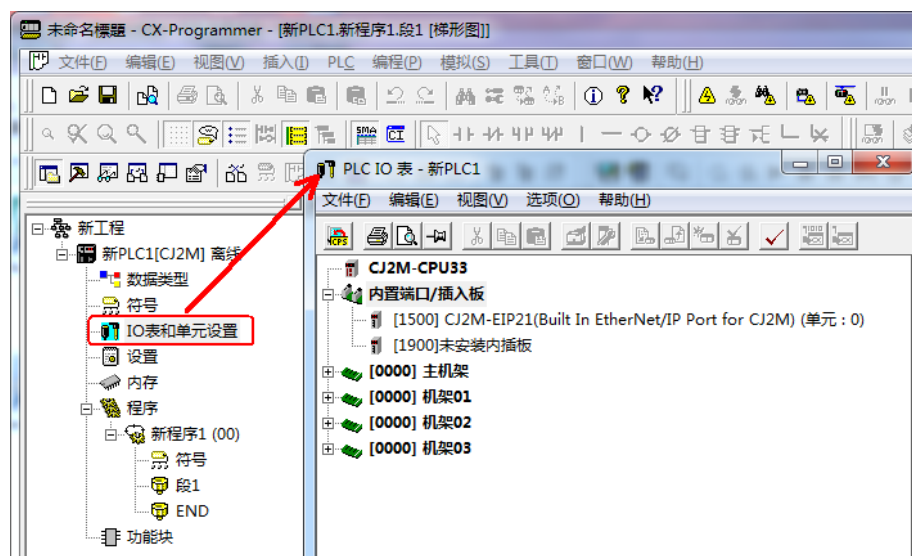 未命名標題 - CX-Programmer - [新PLC1.新程序1.段1 [梯形图]]
文件(F) 编辑(E) 视图(V) 插入(I) PLC 编程(P) 模拟(S) 工具(T) 窗口(W) 帮助(H)
PLC IO 表 - 新PLC1
文件(F) 编辑(E) 视图(V) 选项(O) 帮助(H)
新工程
新PLC1[CJ2M] 离线
数据类型
符号
IO表和单元设置
设置
内存
程序
新程序1 (00)
符号
段1
END
功能块
CJ2M-CPU33
内置端口/插入板
[1500] CJ2M-EIP21(Built In EtherNet/IP Port for CJ2M) (单元 : 0)
[1900]未安装内插板
[0000] 主机架
[0000] 机架01
[0000] 机架02
[0000] 机架03